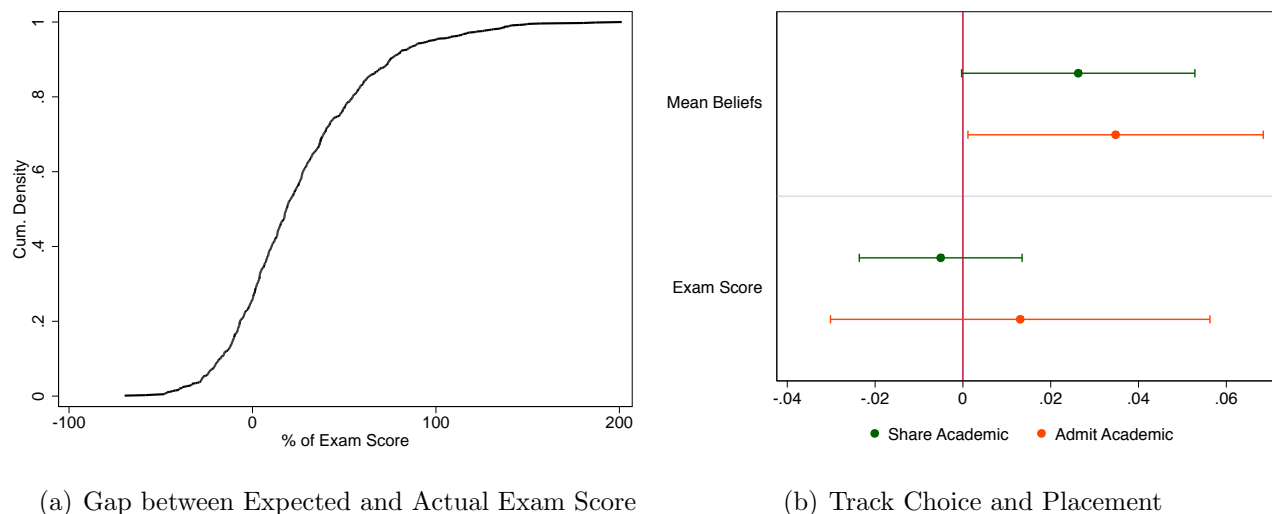 Cum. Density
0
.2
.4
.6
.8
1
-100
0
100
200
% of Exam Score
(a) Gap between Expected and Actual Exam Score
Mean Beliefs
Exam Score
-.04
-.02
0
.02
.04
.06
Share Academic
Admit Academic
(b) Track Choice and Placement